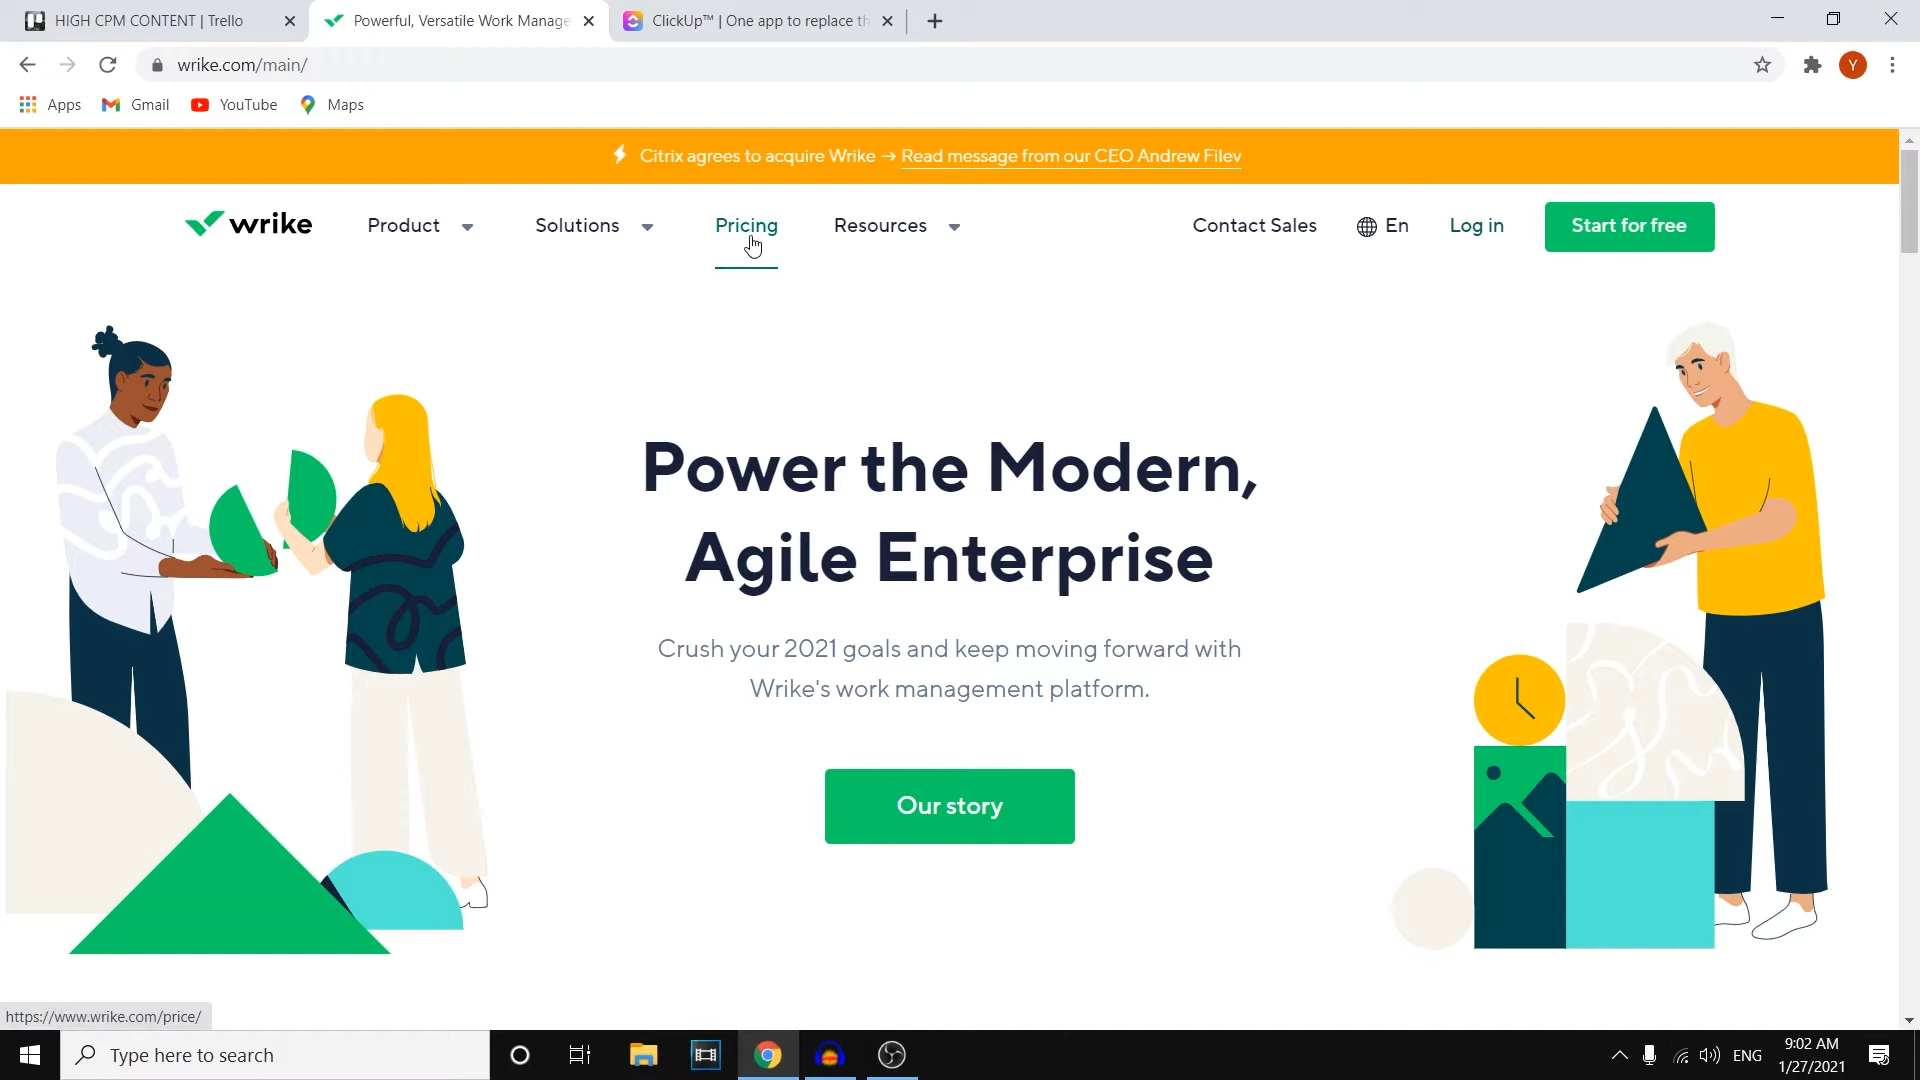 HIGH CPM CONTENT | Trello
Powerful, Versatile Work Manage
ClickUp™ | One app to replace th
wrike.com/main/
Y
Apps
Gmail
YouTube
Maps
Citrix agrees to acquire Wrike → Read message from our CEO Andrew Filev
wrike
Product
Solutions
Pricing
Resources
Contact Sales
En
Log in
Start for free
Power the Modern,
Agile Enterprise
Crush your 2021 goals and keep moving forward with
Wrike's work management platform.
Our story
https://www.wrike.com/price/
Type here to search
ENG
9:02 AM
1/27/2021